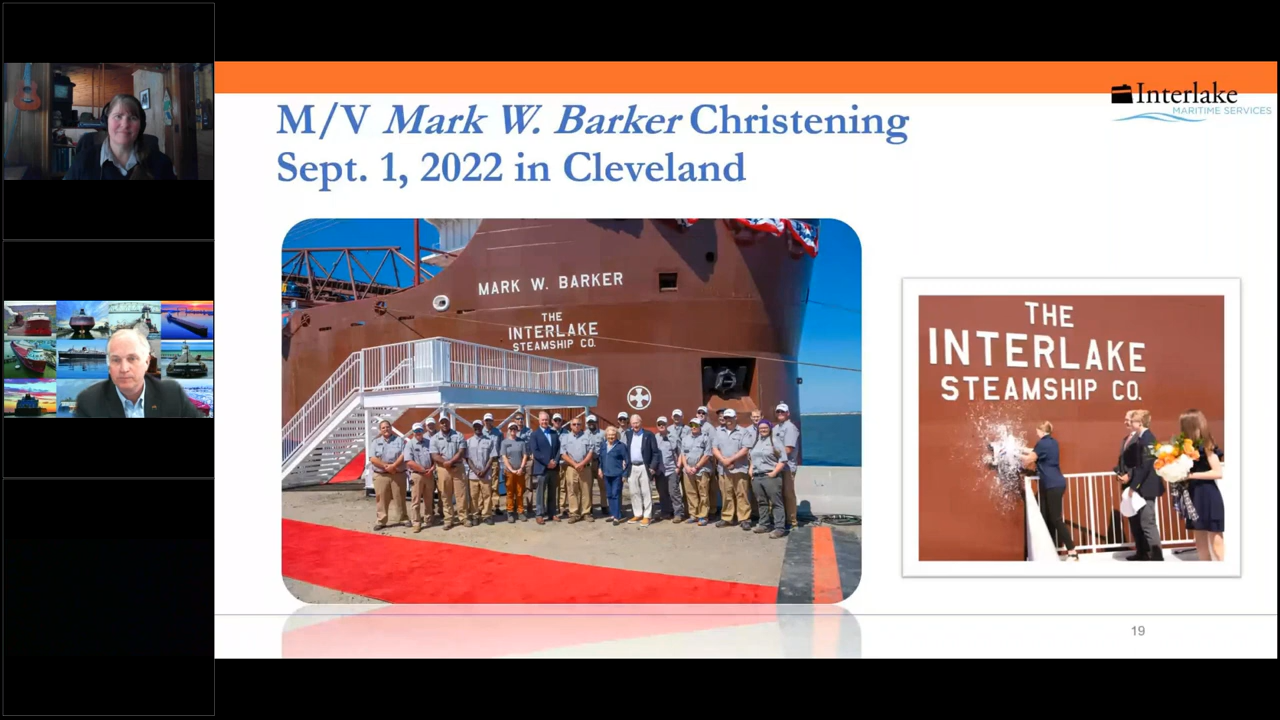 M/V Mark W. Barker Christening
Sept. 1, 2022 in Cleveland
Interlake
MARITIME SERVICES
MARK W. BARKER
THE
INTERLAKE
STEAMSHIP CO.
THE
INTERLAKE
STEAMSHIP CO.
19